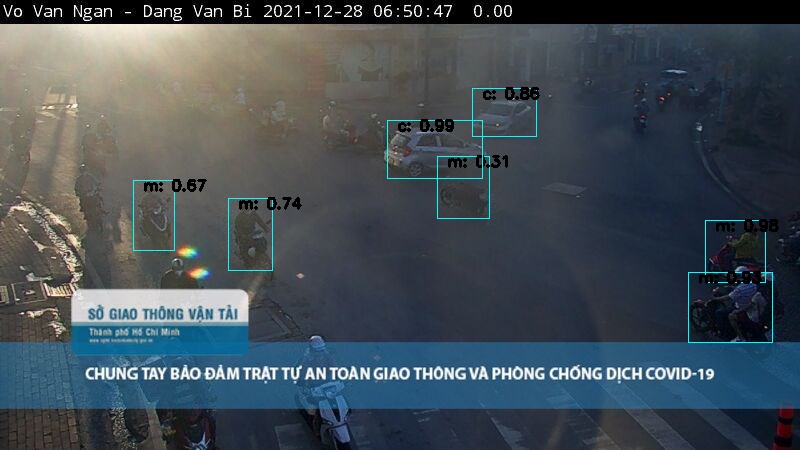 Vo Van Ngan - Dang Van Bi 2021-12-28 06:50:47 0.00
c: 0.86
c: 0.99
m: 0.31
m: 0.67
m: 0.74
m: 0.98
SỞ GIAO THÔNG VẬN TẢI
Thành phố Hồ Chí Minh
CHUNG TAY BẢO ĐẢM TRẬT TỰ AN TOÀN GIAO THÔNG VÀ PHÒNG CHỐNG DỊCH COVID-19